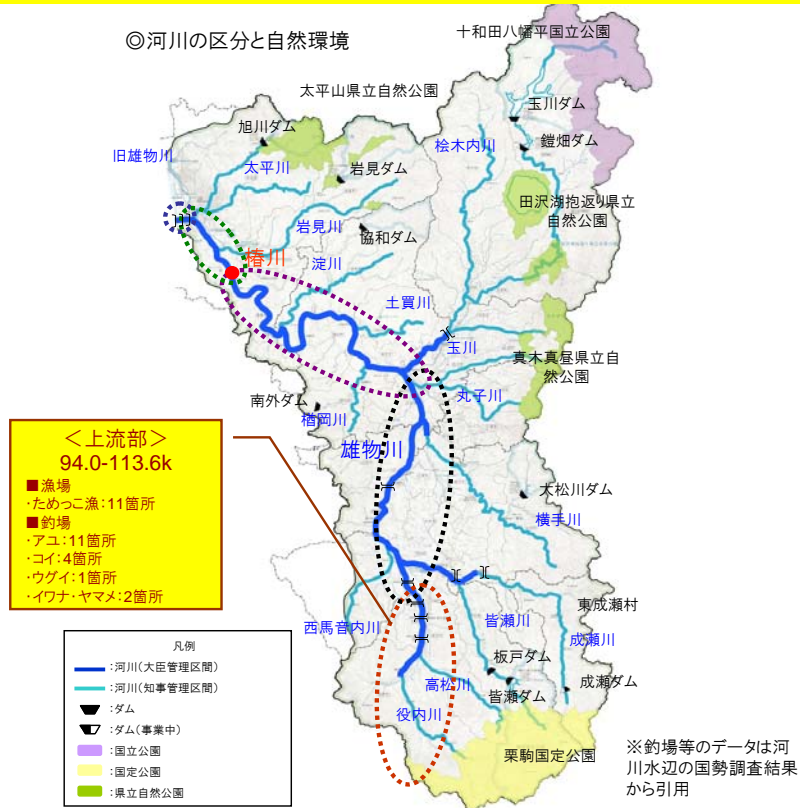 ◎河川の区分と自然環境
十和田八幡平国立公園
太平山県立自然公園
玉川ダム
旭川ダム
鎧畑ダム
旧雄物川
太平川
岩見ダム
桧木内川
田沢湖抱返り県立
自然公園
岩見川
協和ダム
椿川
淀川
土買川
玉川
真木真昼県立自
然公園
南外ダム
丸子川
楢岡川
雄物川
＜上流部＞
94.0-113.6k
■漁場
・ためっこ漁:11箇所
■釣場
・アユ:11箇所
・コイ:4箇所
・ウグイ:1箇所
・イワナ・ヤマメ:2箇所
大松川ダム
横手川
東成瀬村
西馬音内川
皆瀬川
成瀬川
板戸ダム
成瀬ダム
高松川
皆瀬ダム
役内川
栗駒国定公園
凡例
:河川(大臣管理区間)
:河川(知事管理区間)
:ダム
:ダム(事業中)
:国立公園
:国定公園
:県立自然公園
※釣場等のデータは河
川水辺の国勢調査結果
から引用